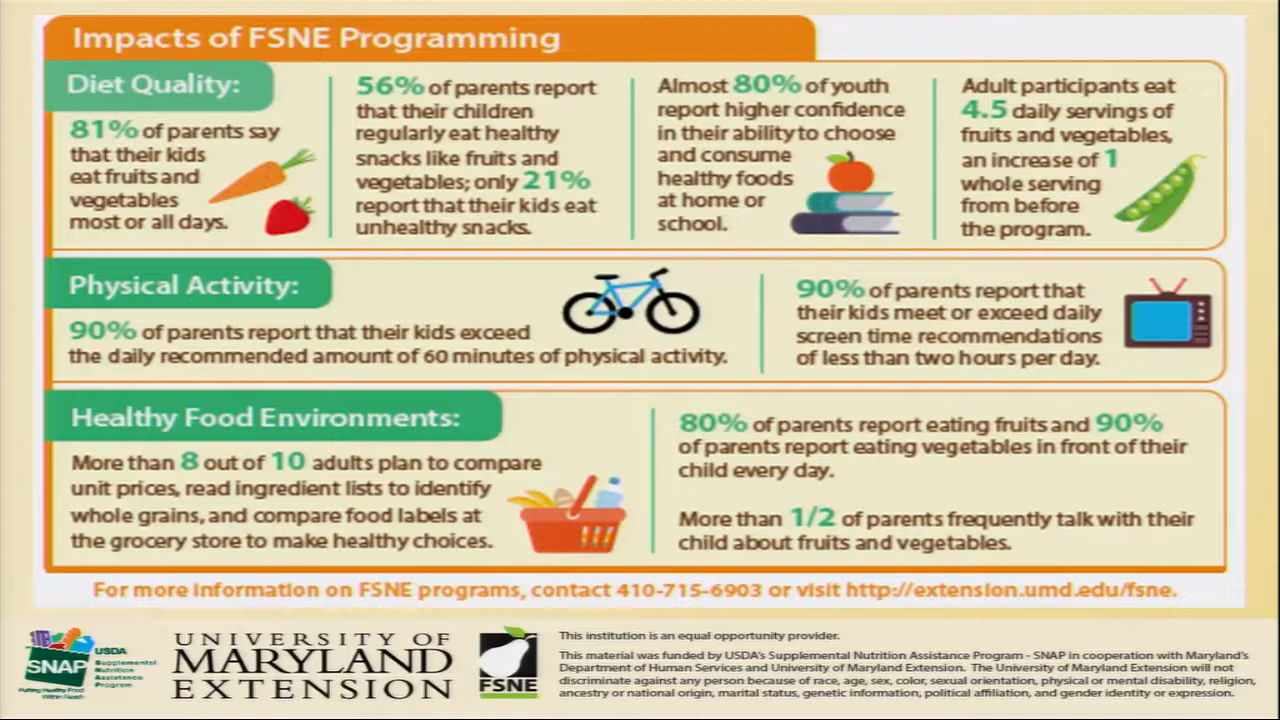 Impacts of FSNE Programming
Diet Quality:
81% of parents say
that their kids
eat fruits and
vegetables
most or all days.
56% of parents report
that their children
regularly eat healthy
snacks like fruits and
vegetables; only 21%
report that their kids eat
unhealthy snacks.
Almost 80% of youth
report higher confidence
in their ability to choose
and consume
healthy foods
at home or
school.
Adult participants eat
4.5 daily servings of
fruits and vegetables,
an increase of 1
whole serving
from before
the program.
Physical Activity:
90% of parents report that their kids exceed
the daily recommended amount of 60 minutes of physical activity.
90% of parents report that
their kids meet or exceed daily
screen time recommendations
of less than two hours per day.
Healthy Food Environments:
More than 8 out of 10 adults plan to compare
unit prices, read ingredient lists to identify
whole grains, and compare food labels at
the grocery store to make healthy choices.
80% of parents report eating fruits and 90%
of parents report eating vegetables in front of their
child every day.
More than 1/2 of parents frequently talk with their
child about fruits and vegetables.
For more information on FSNE programs, contact 410-715-6903 or visit http://extension.umd.edu/fsne.
SNAP
Putting Healthy Food
Within Reach
USDA
Supplemental
Nutrition
Assistance
Program
UNIVERSITY OF
MARYLAND
EXTENSION
FSNE
This institution is an equal opportunity provider.
This material was funded by USDA's Supplemental Nutrition Assistance Program - SNAP in cooperation with Maryland's
Department of Human Services and University of Maryland Extension. The University of Maryland Extension will not
discriminate against any person because of race, age, sex, color, sexual orientation, physical or mental disability, religion,
ancestry or national origin, marital status, genetic information, political affiliation, and gender identity or expression.